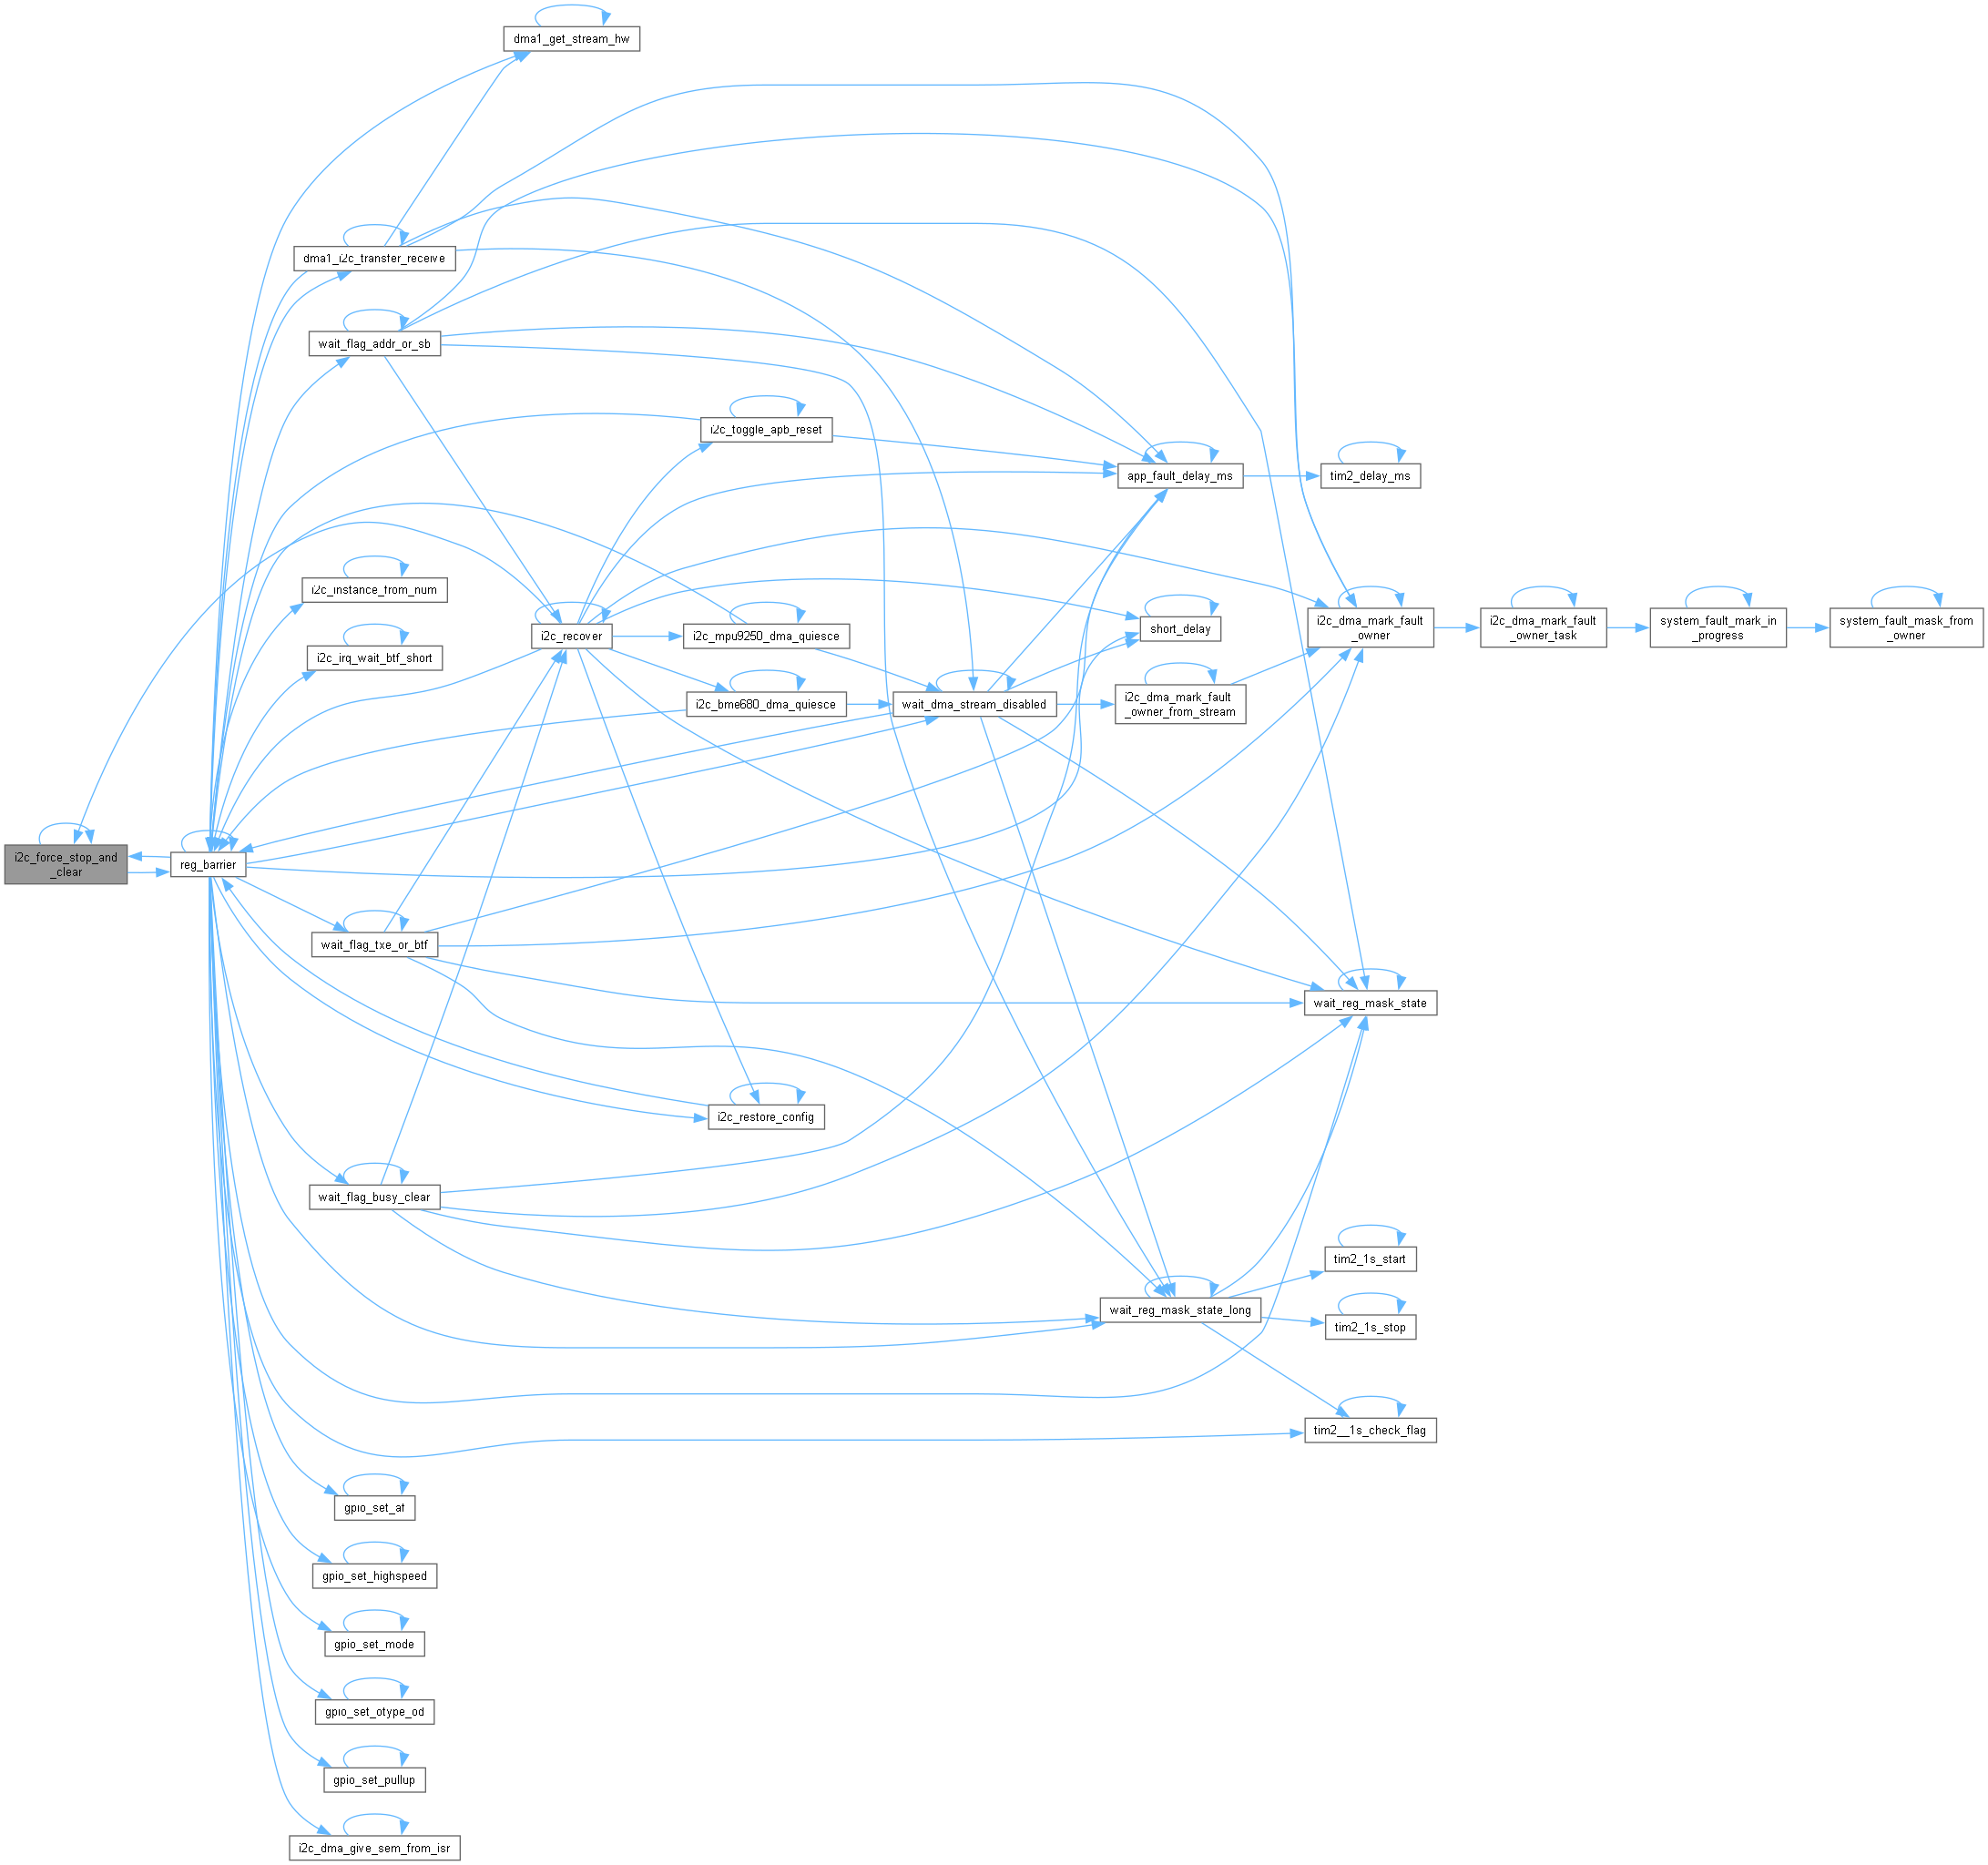 dma1_get_stream_hw
dma1_i2c_transfer_receive
wait_flag_addr_or_sb
i2c_toggle_apb_reset
app_fault_delay_ms
tim2_delay_ms
i2c_instance_from_num
i2c_irq_wait_btf_short
i2c_recover
i2c_mpu9250_dma_quiesce
short_delay
i2c_dma_mark_fault
_owner
i2c_dma_mark_fault
_owner_task
system_fault_mark_in
_progress
system_fault_mask_from
_owner
i2c_bme680_dma_quiesce
wait_dma_stream_disabled
i2c_dma_mark_fault
_owner_from_stream
i2c_force_stop_and
_clear
reg_barrier
wait_flag_txe_or_btf
wait_reg_mask_state
i2c_restore_config
wait_flag_busy_clear
tim2_1s_start
wait_reg_mask_state_long
tim2_1s_stop
tim2__1s_check_flag
gpio_set_af
gpio_set_highspeed
gpio_set_mode
gpio_set_otype_od
gpio_set_pullup
i2c_dma_give_sem_from_isr